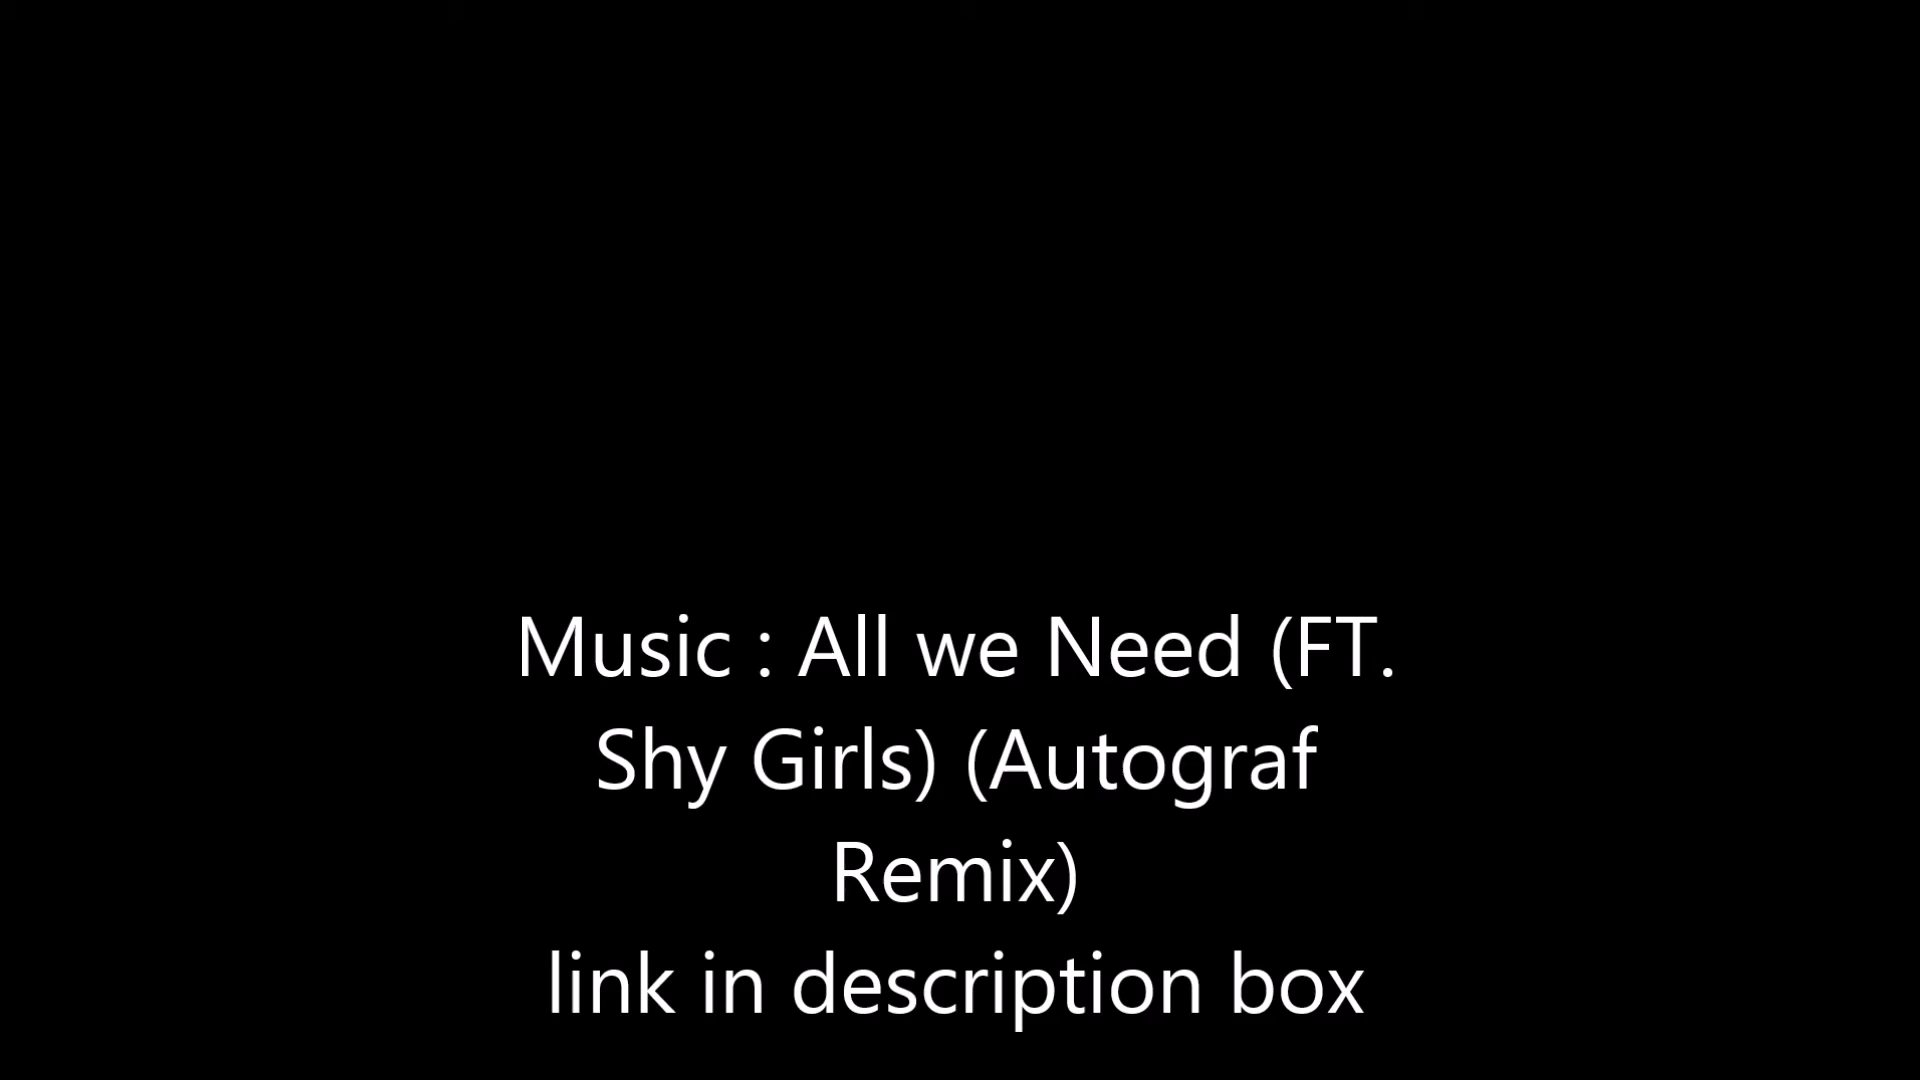 Music : All we Need (FT.
Shy Girls) (Autograf
Remix)
link in description box